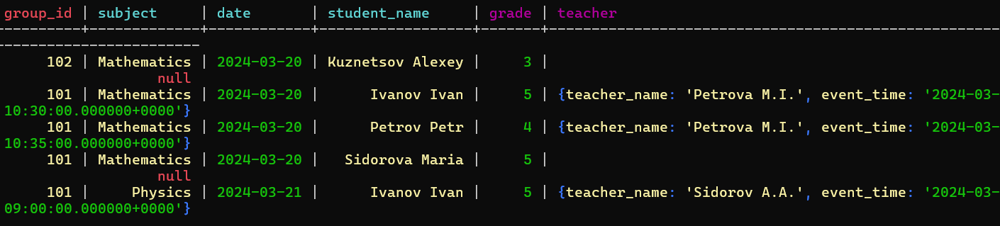 group_id | subject     | date       | student_name     | grade | teacher
----------+-------------+------------+------------------+-------+------------------------------------------------------
-----------------------
     102 | Mathematics | 2024-03-20 | Kuznetsov Alexey |     3 |
                  null
     101 | Mathematics | 2024-03-20 |      Ivanov Ivan |     5 | {teacher_name: 'Petrova M.I.', event_time: '2024-03-
10:30:00.000000+0000'}
     101 | Mathematics | 2024-03-20 |      Petrov Petr |     4 | {teacher_name: 'Petrova M.I.', event_time: '2024-03-
10:35:00.000000+0000'}
     101 | Mathematics | 2024-03-20 |   Sidorova Maria |     5 |
                  null
     101 |     Physics | 2024-03-21 |      Ivanov Ivan |     5 | {teacher_name: 'Sidorov A.A.', event_time: '2024-03-
09:00:00.000000+0000'}